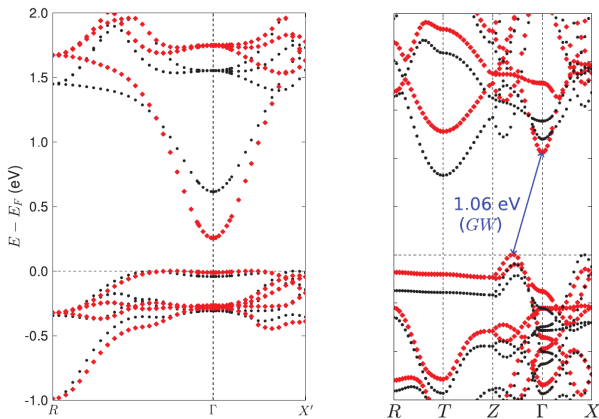 2.0
1.5
1.0
0.5
0.0
-0.5
-1.0
E − E_F (eV)
R Γ X′
1.06 eV
(GW)
R T Z Γ X